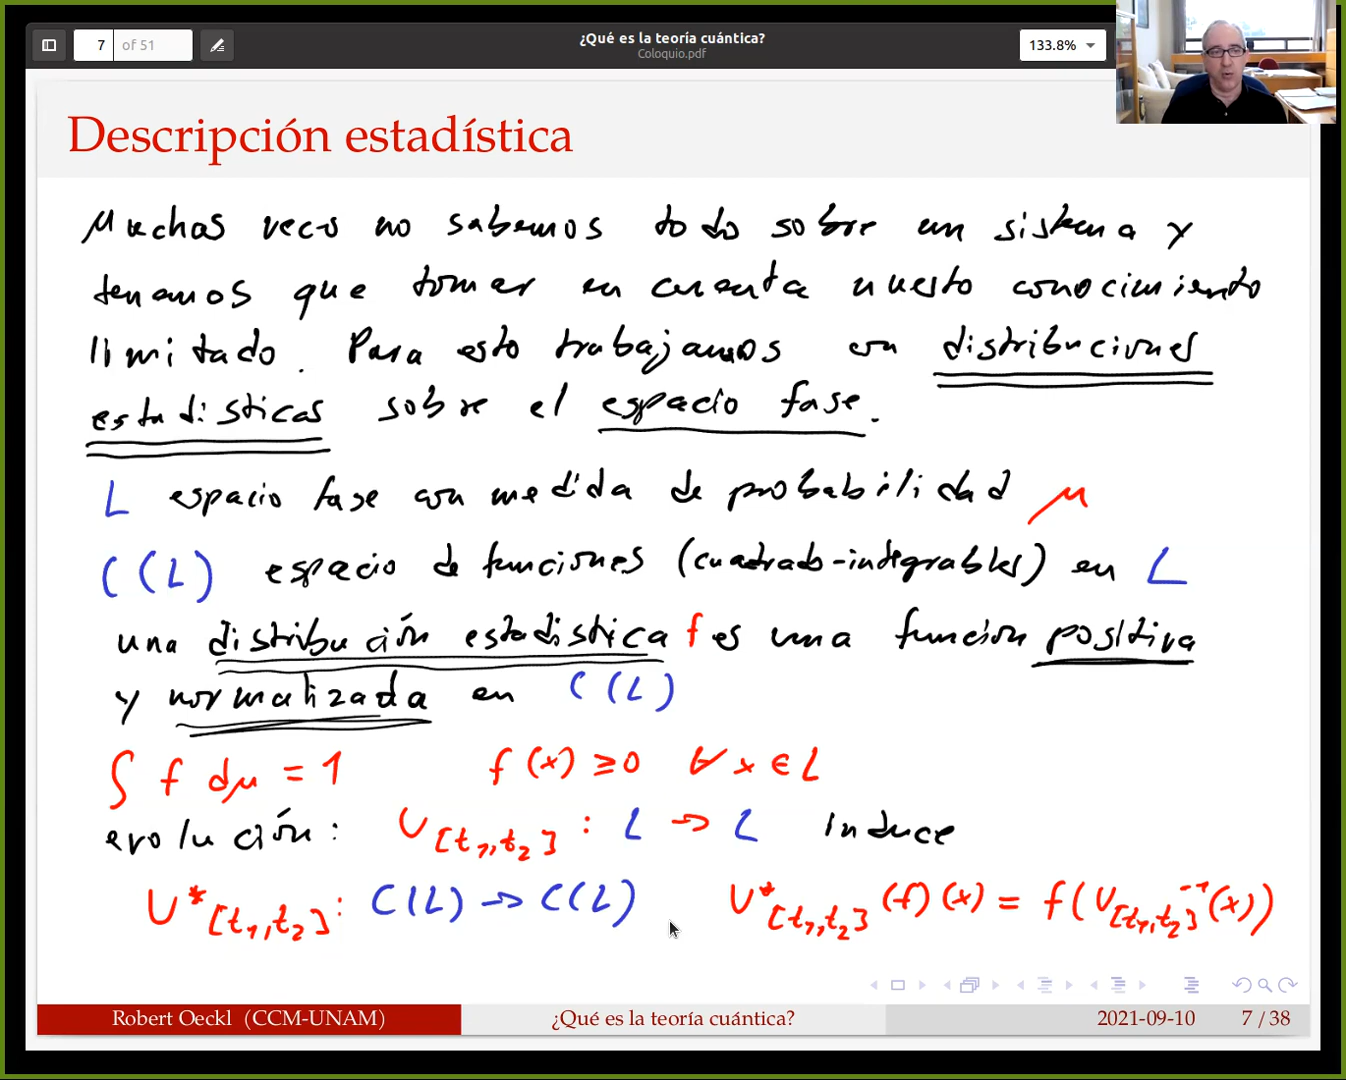 7 of 51
¿Qué es la teoría cuántica?
Coloquio.pdf
133.8%
Descripción estadística
Muchas veces no sabemos todo sobre un sistema y
tenemos que tomar en cuenta nuesto conocimiento
limitado. Para esto trabajamos con distribuciones
estadísticas sobre el espacio fase.
L espacio fase con medida de probabilidad μ
C(L) espacio de funciones (cuadrado-integrables) en L
una distribución estadística f es una función positiva
y normalizada en C(L)
∫ f dμ = 1 f(x) ≥ 0 ∀ x ∈ L
evolución: U[t₁,t₂] : L → L induce
U*[t₁,t₂] : C(L) → C(L) U*[t₁,t₂](f)(x) = f(U[t₁,t₂]⁻¹(x))
Robert Oeckl (CCM-UNAM) ¿Qué es la teoría cuántica? 2021-09-10 7 / 38